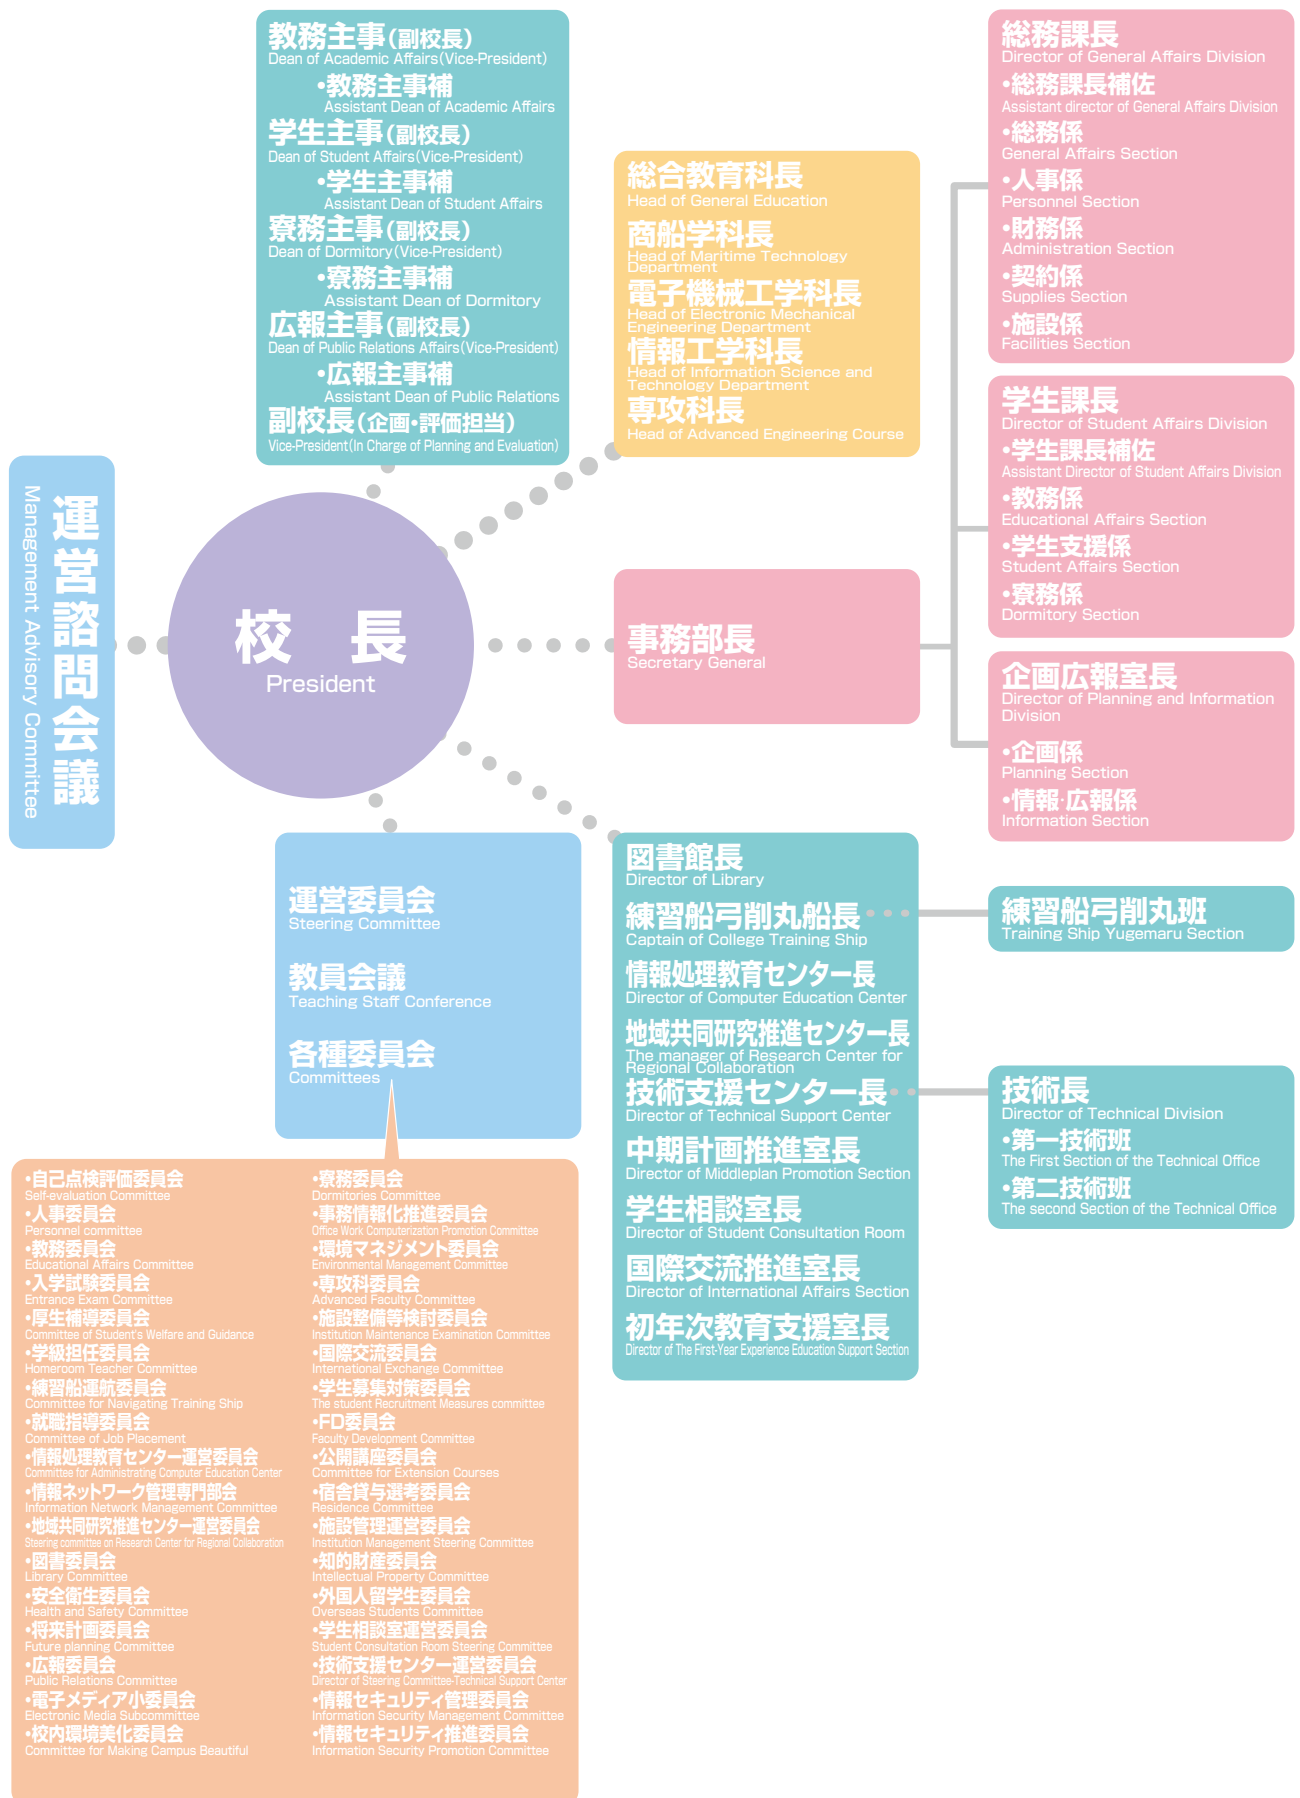 教務主事(副校長)
Dean of Academic Affairs(Vice-President)
・教務主事補
Assistant Dean of Academic Affairs
学生主事(副校長)
Dean of Student Affairs(Vice-President)
・学生主事補
Assistant Dean of Student Affairs
寮務主事(副校長)
Dean of Dormitory(Vice-President)
・寮務主事補
Assistant Dean of Dormitory
広報主事(副校長)
Dean of Public Relations Affairs(Vice-President)
・広報主事補
Assistant Dean of Public Relations
副校長(企画・評価担当)
Vice-President(In Charge of Planning and Evaluation)
総合教育科長
Head of General Education
商船学科長
Head of Maritime Technology
Department
電子機械工学科長
Head of Electronic Mechanical
Engineering Department
情報工学科長
Head of Information Science and
Technology Department
専攻科長
Head of Advanced Engineering Course
総務課長
Director of General Affairs Division
・総務課長補佐
Assistant director of General Affairs Division
・総務係
General Affairs Section
・人事係
Personnel Section
・財務係
Administration Section
・契約係
Supplies Section
・施設係
Facilities Section
学生課長
Director of Student Affairs Division
・学生課長補佐
Assistant Director of Student Affairs Division
・教務係
Educational Affairs Section
・学生支援係
Student Affairs Section
・寮務係
Dormitory Section
企画広報室長
Director of Planning and Information
Division
・企画係
Planning Section
・情報・広報係
Information Section
運営諮問会議
Management Advisory Committee
校 長
President
事務部長
Secretary General
運営委員会
Steering Committee
教員会議
Teaching Staff Conference
各種委員会
Committees
図書館長
Director of Library
練習船弓削丸船長
Captain of College Training Ship
情報処理教育センター長
Director of Computer Education Center
地域共同研究推進センター長
The manager of Research Center for
Regional Collaboration
技術支援センター長
Director of Technical Support Center
中期計画推進室長
Director of Middleplan Promotion Section
学生相談室長
Director of Student Consultation Room
国際交流推進室長
Director of International Affairs Section
初年次教育支援室長
Director of The First-Year Experience Education Support Section
練習船弓削丸班
Training Ship Yugemaru Section
技術長
Director of Technical Division
・第一技術班
The First Section of the Technical Office
・第二技術班
The second Section of the Technical Office
・自己点検評価委員会
Self-evaluation Committee
・人事委員会
Personnel committee
・教務委員会
Educational Affairs Committee
・入学試験委員会
Entrance Exam Committee
・厚生補導委員会
Committee of Student's Welfare and Guidance
・学級担任委員会
Homeroom Teacher Committee
・練習船運航委員会
Committee for Navigating Training Ship
・就職指導委員会
Committee of Job Placement
・情報処理教育センター運営委員会
Committee for Administrating Computer Education Center
・情報ネットワーク管理専門部会
Information Network Management Committee
・地域共同研究推進センター運営委員会
Steering committee on Research Center for Regional Collaboration
・図書委員会
Library Committee
・安全衛生委員会
Health and Safety Committee
・将来計画委員会
Future planning Committee
・広報委員会
Public Relations Committee
・電子メディア小委員会
Electronic Media Subcommittee
・校内環境美化委員会
Committee for Making Campus Beautiful
・寮務委員会
Dormitories Committee
・事務情報化推進委員会
Office Work Computerization Promotion Committee
・環境マネジメント委員会
Environmental Management Committee
・専攻科委員会
Advanced Faculty Committee
・施設整備等検討委員会
Institution Maintenance Examination Committee
・国際交流委員会
International Exchange Committee
・学生募集対策委員会
The student Recruitment Measures committee
・FD委員会
Faculty Development Committee
・公開講座委員会
Committee for Extension Courses
・宿舎貸与選考委員会
Residence Committee
・施設管理運営委員会
Institution Management Steering Committee
・知的財産委員会
Intellectual Property Committee
・外国人留学生委員会
Overseas Students Committee
・学生相談室運営委員会
Student Consultation Room Steering Committee
・技術支援センター運営委員会
Director of Steering Committee-Technical Support Center
・情報セキュリティ管理委員会
Information Security Management Committee
・情報セキュリティ推進委員会
Information Security Promotion Committee